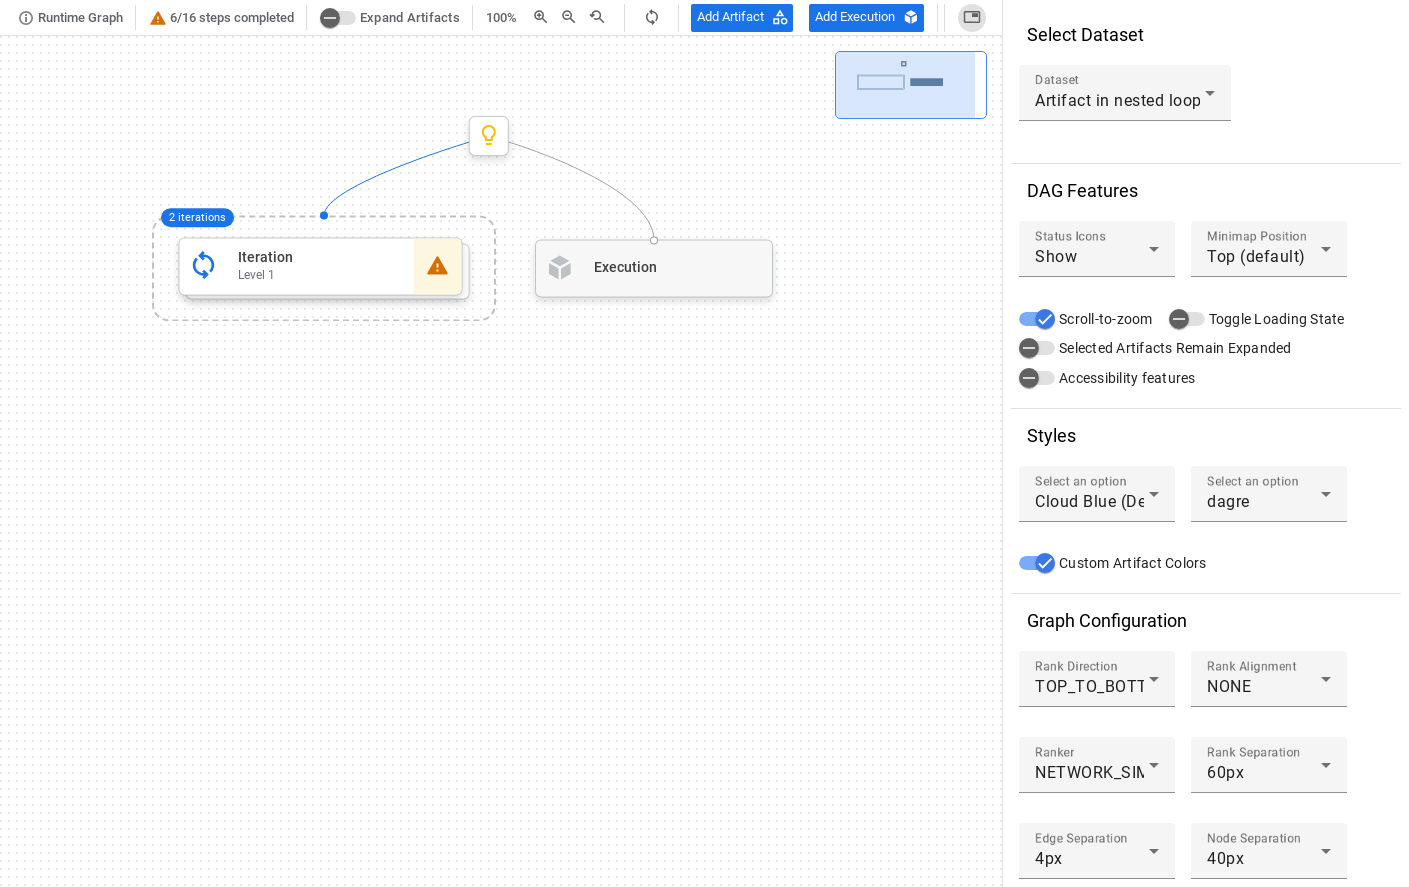 Runtime Graph
6/16 steps completed
Expand Artifacts
100%
Add Artifact
Add Execution
2 iterations
Iteration
Level 1
Execution
Select Dataset
Dataset
Artifact in nested loop
DAG Features
Status Icons
Show
Minimap Position
Top (default)
Scroll-to-zoom
Toggle Loading State
Selected Artifacts Remain Expanded
Accessibility features
Styles
Select an option
Cloud Blue (De
Select an option
dagre
Custom Artifact Colors
Graph Configuration
Rank Direction
TOP_TO_BOTT
Rank Alignment
NONE
Ranker
NETWORK_SIM
Rank Separation
60px
Edge Separation
4px
Node Separation
40px